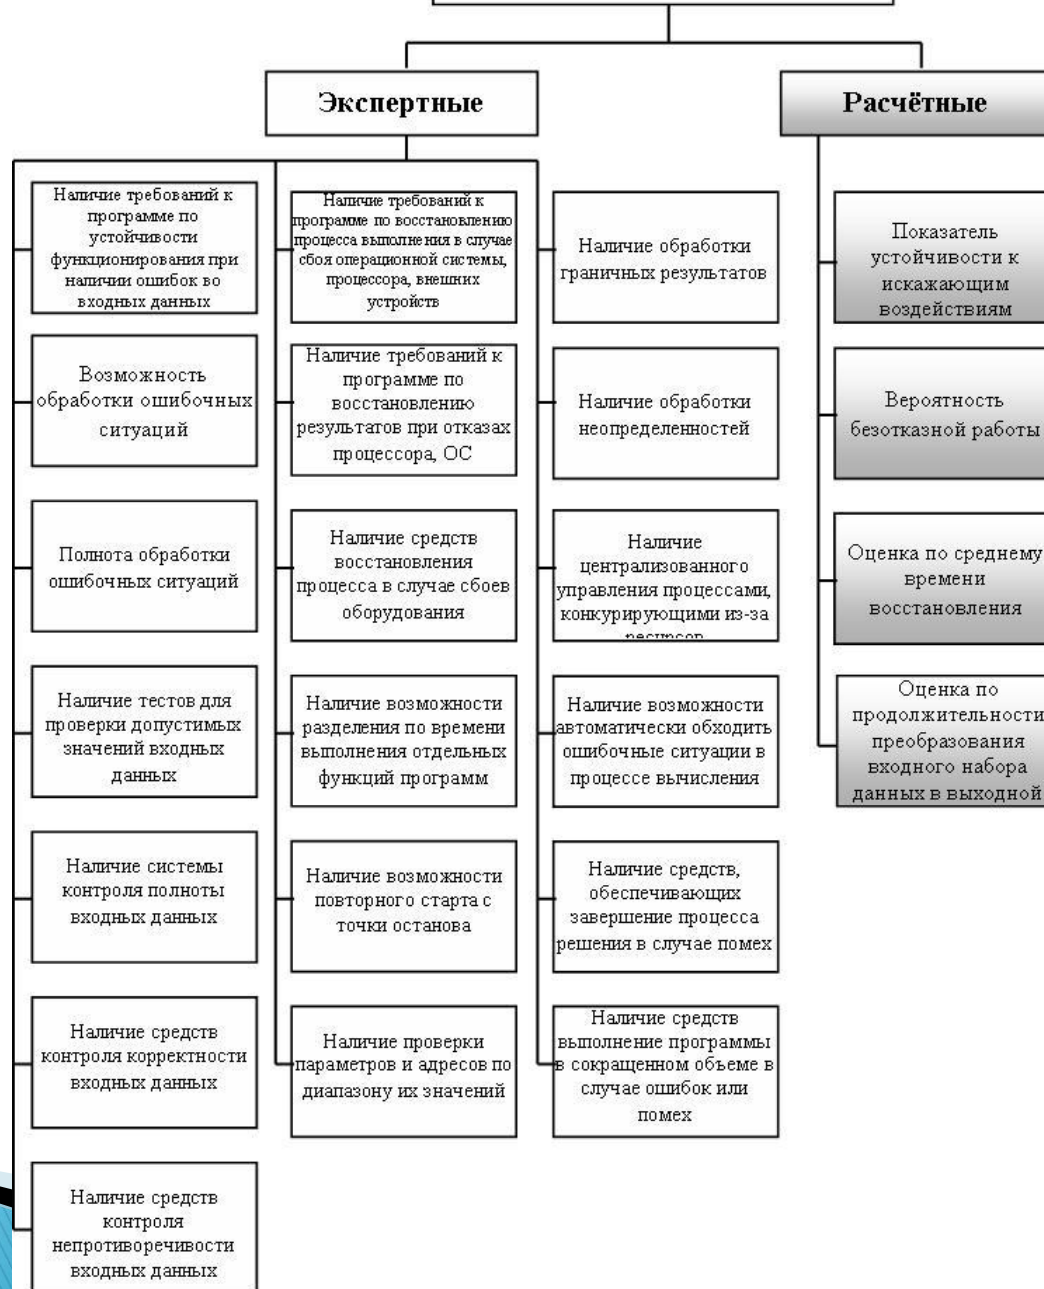 Экспертные
Наличие требований к
программе по
устойчивости
функционирования при
наличии ошибок во
входных данных
Возможность
обработки ошибочных
ситуаций
Полнота обработки
ошибочных ситуаций
Наличие тестов для
проверки допустимых
значений входных
данных
Наличие системы
контроля полноты
входных данных
Наличие средств
контроля корректности
входных данных
Наличие средств
контроля
непротиворечивости
входных данных
Наличие требований к
программе по восстановлению
процесса выполнения в случае
сбоя операционной системы,
процессора, внешних
устройств
Наличие требований к
программе по
восстановлению
результатов при отказах
процессора, ОС
Наличие средств
восстановления
процесса в случае сбоев
оборудования
Наличие возможности
разделения по времени
выполнения отдельных
функций программ
Наличие возможности
повторного старта с
точки останова
Наличие проверки
параметров и адресов по
диапазону их значений
Наличие обработки
граничных результатов
Наличие обработки
неопределенностей
Наличие
централизованного
управления процессами,
конкурирующими из-за
ресурсов
Наличие возможности
автоматически обходить
ошибочные ситуации в
процессе вычисления
Наличие средств,
обеспечивающих
завершение процесса
решения в случае помех
Наличие средств
выполнение программы
в сокращенном объеме в
случае ошибок или
помех
Расчётные
Показатель
устойчивости к
искажающим
воздействиям
Вероятность
безотказной работы
Оценка по среднему
времени
восстановления
Оценка по
продолжительности
преобразования
входного набора
данных в выходной